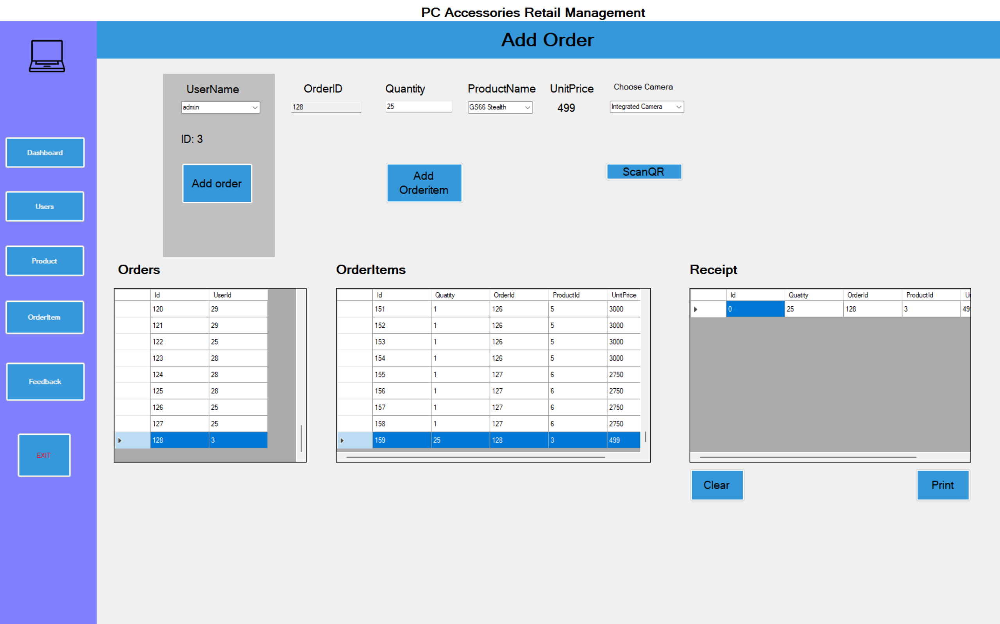 PC Accessories Retail Management
Add Order
Dashboard
Users
Product
OrderItem
Feedback
EXIT
UserName
admin
ID: 3
Add order
OrderID
128
Quantity
25
Add
Orderitem
ProductName
GS66 Stealth
UnitPrice
499
Choose Camera
Integrated Camera
ScanQR
Orders
Id UserId
120 29
121 29
122 25
123 28
124 28
125 28
126 25
127 25
128 3
OrderItems
Id Quatity OrderId ProductId UnitPrice
151 1 126 5 3000
152 1 126 5 3000
153 1 126 5 3000
154 1 126 5 3000
155 1 127 6 2750
156 1 127 6 2750
157 1 127 6 2750
158 1 127 6 2750
159 25 128 3 499
Receipt
Id Quatity OrderId ProductId
0 25 128 3
Clear
Print